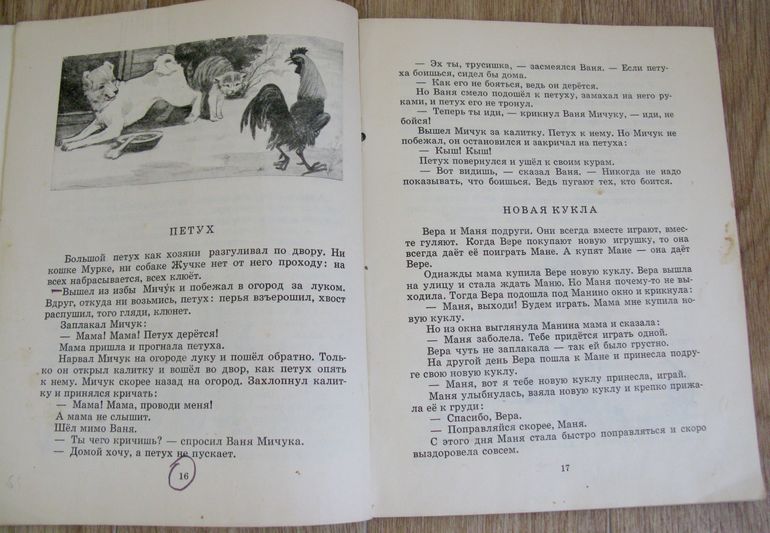 ПЕТУХ
Большой петух как хозяин разгуливал по двору. Ни
кошке Мурке, ни собаке Жучке нет от него проходу: на
всех набрасывается, всех клюёт.
Вышел из избы Мичук и побежал в огород за луком.
Вдруг, откуда ни возьмись, петух: перья взъерошил, хвост
распушил, того гляди, клюнет.
Заплакал Мичук:
— Мама! Мама! Петух дерётся!
Мама пришла и прогнала петуха.
Нарвал Мичук на огороде луку и пошёл обратно. Толь-
ко он открыл калитку и вошёл во двор, как петух опять
к нему. Мичук скорее назад на огород. Захлопнул калит-
ку и принялся кричать:
— Мама! Мама, проводи меня!
А мама не слышит.
Шёл мимо Ваня.
— Ты чего кричишь? — спросил Ваня Мичука.
— Домой хочу, а петух не пускает.
16
— Эх ты, трусишка, — засмеялся Ваня. — Если пету-
ха боишься, сидел бы дома.
— Как его не бояться, ведь он дерётся.
Но Ваня смело подошёл к петуху, замахал на него ру-
ками, и петух его не тронул.
— Теперь ты иди, — крикнул Ваня Мичуку, — иди, не
бойся!
Вышел Мичук за калитку. Петух к нему. Но Мичук не
побежал, он остановился и закричал на петуха:
— Кыш! Кыш!
Петух повернулся и ушёл к своим курам.
— Вот видишь, — сказал Ваня. — Никогда не надо
показывать, что боишься. Ведь пугают тех, кто боится.
НОВАЯ КУКЛА
Вера и Маня подруги. Они всегда вместе играют, вмес-
те гуляют. Когда Вере покупают новую игрушку, то она
всегда даёт её поиграть Мане. А купят Мане — она даёт
Вере.
Однажды мама купила Вере новую куклу. Вера вышла
на улицу и стала ждать Маню. Но Маня почему-то не вы-
ходила. Тогда Вера подошла под Манино окно и крикнула:
— Маня, выходи! Будем играть. Мама мне купила но-
вую куклу.
Но из окна выглянула Манина мама и сказала:
— Маня заболела. Тебе придётся играть одной.
Вера чуть не заплакала — так ей было грустно.
На другой день Вера пошла к Мане и принесла подру-
ге свою новую куклу.
— Маня, вот я тебе новую куклу принесла, играй.
Маня улыбнулась, взяла новую куклу и крепко прижа-
ла её к груди:
— Спасибо, Вера.
— Поправляйся скорее, Маня.
С этого дня Маня стала быстро поправляться и скоро
выздоровела совсем.
17